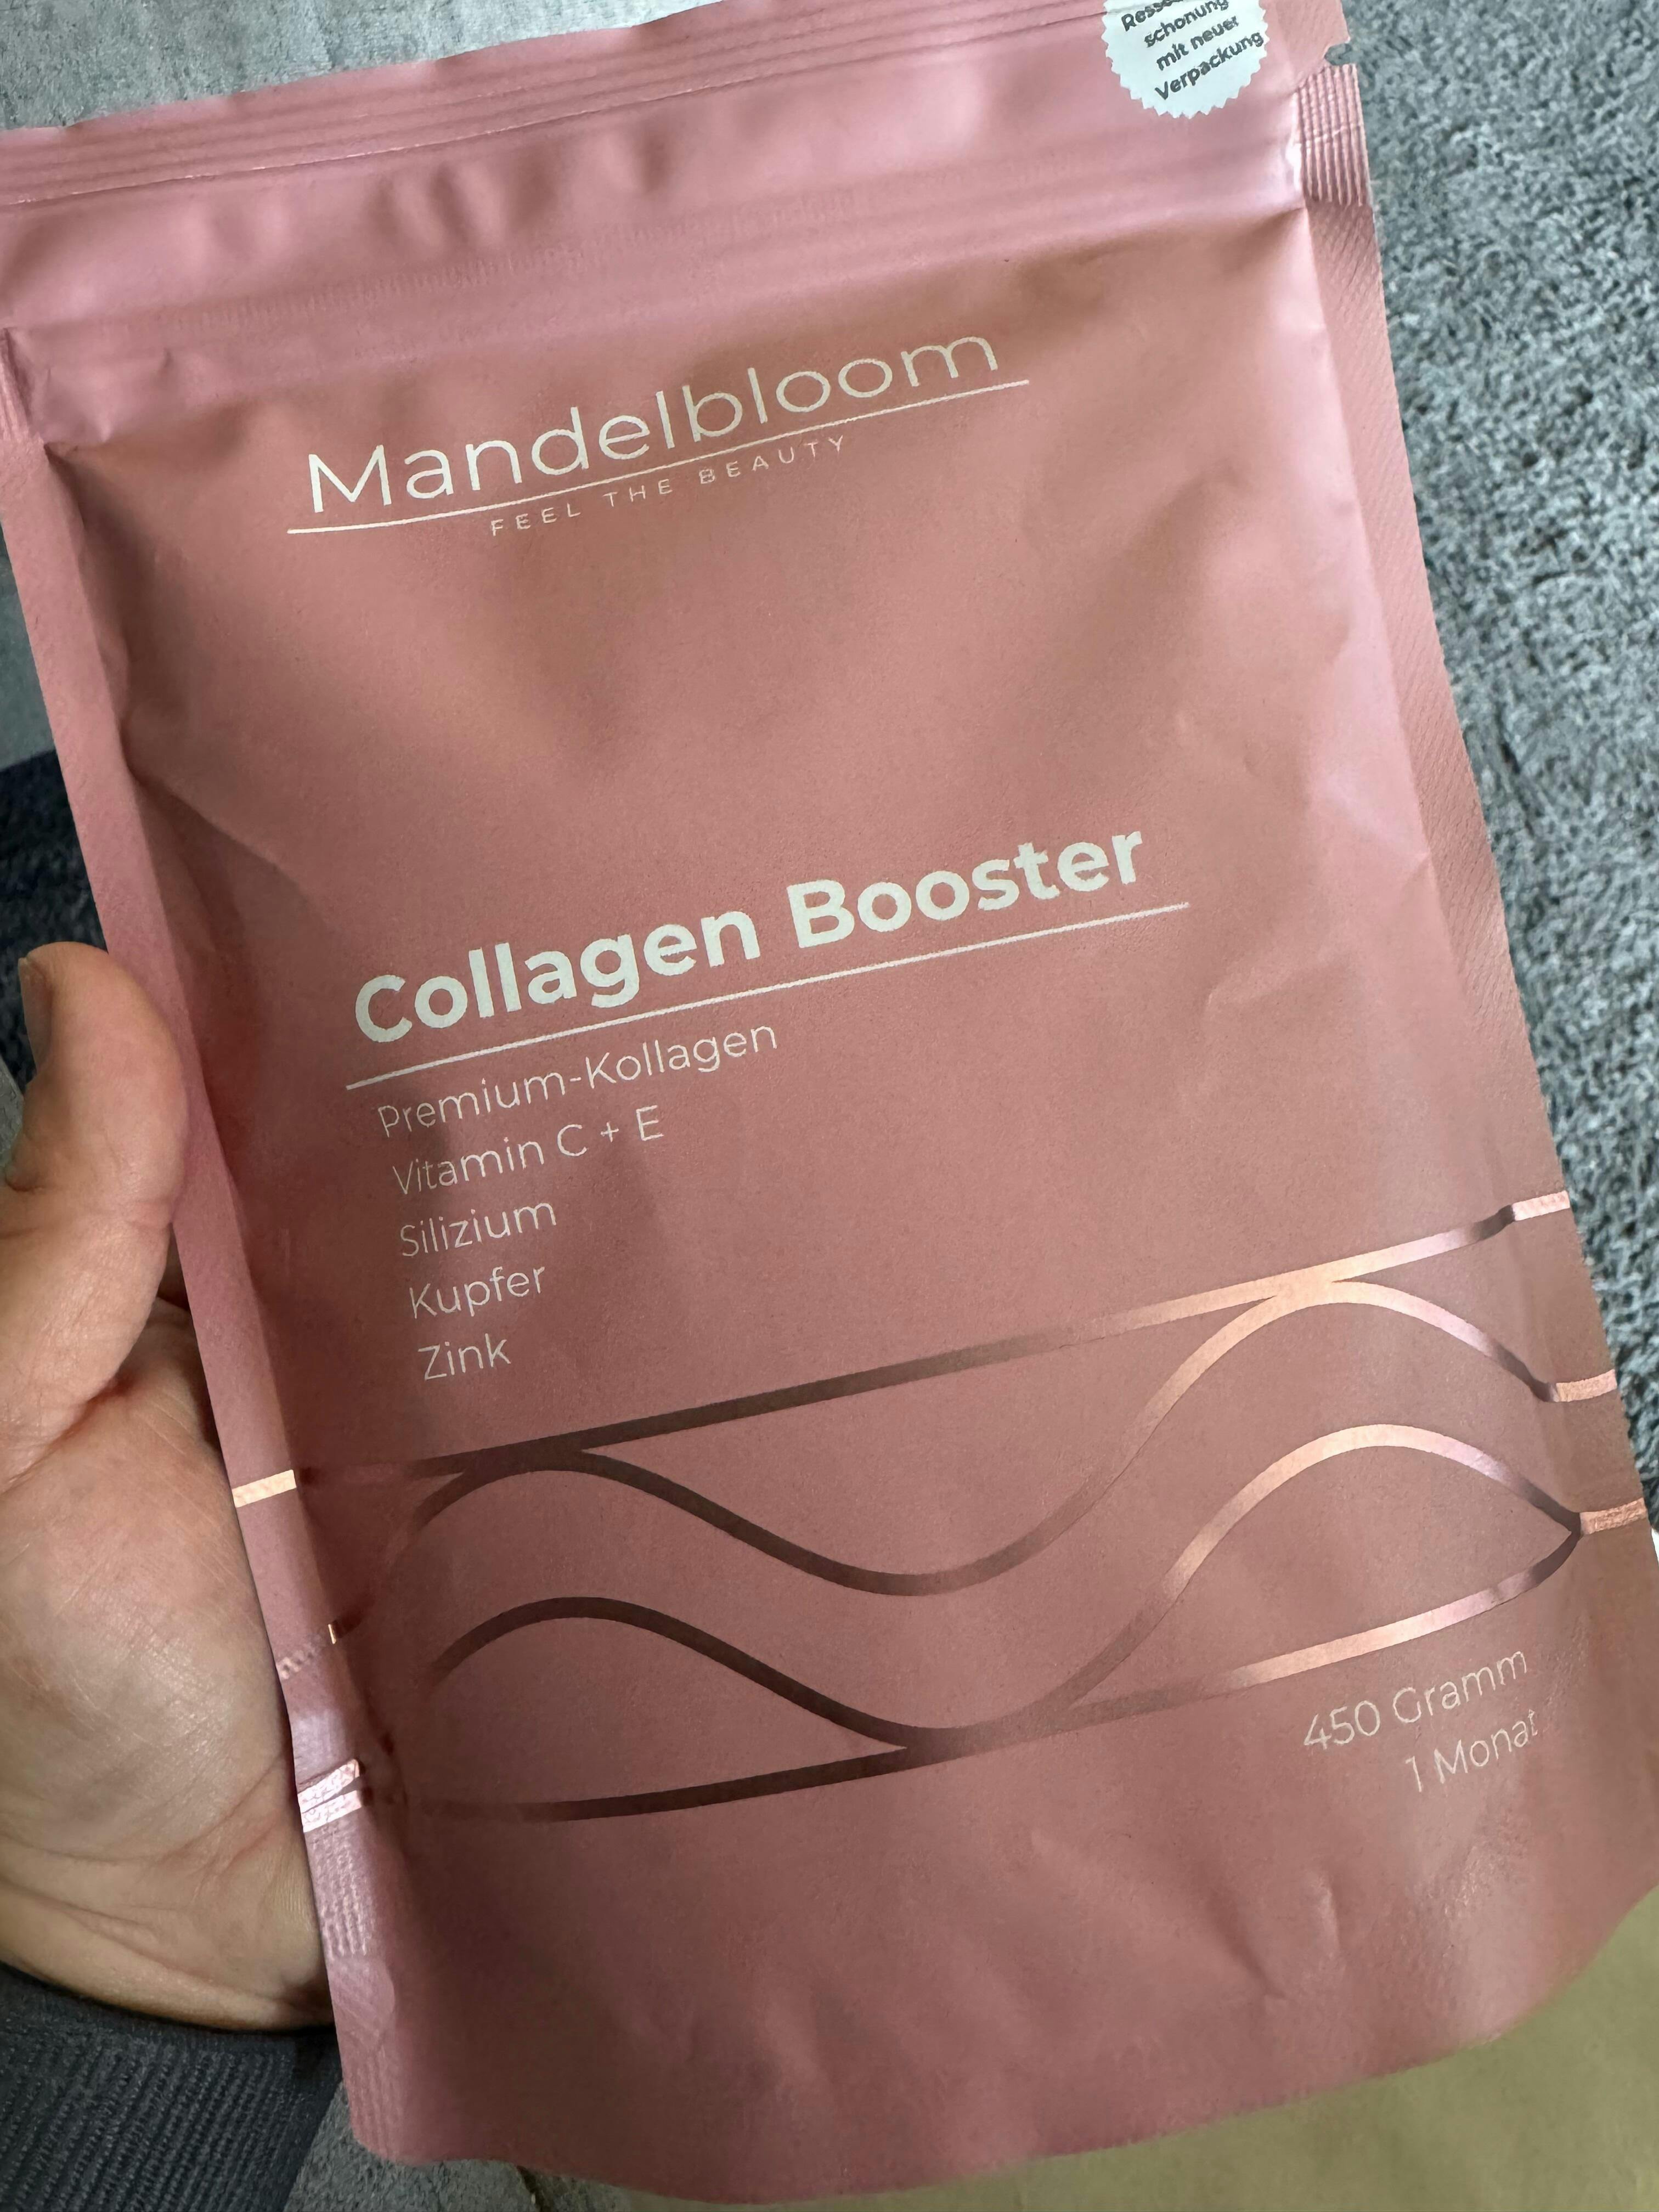 schonung
mit neuer
Verpackung
Mandelbloom
FEEL THE BEAUTY
Collagen Booster
Premium-Kollagen
Vitamin C + E
Silizium
Kupfer
Zink
450 Gramm
1 Monat